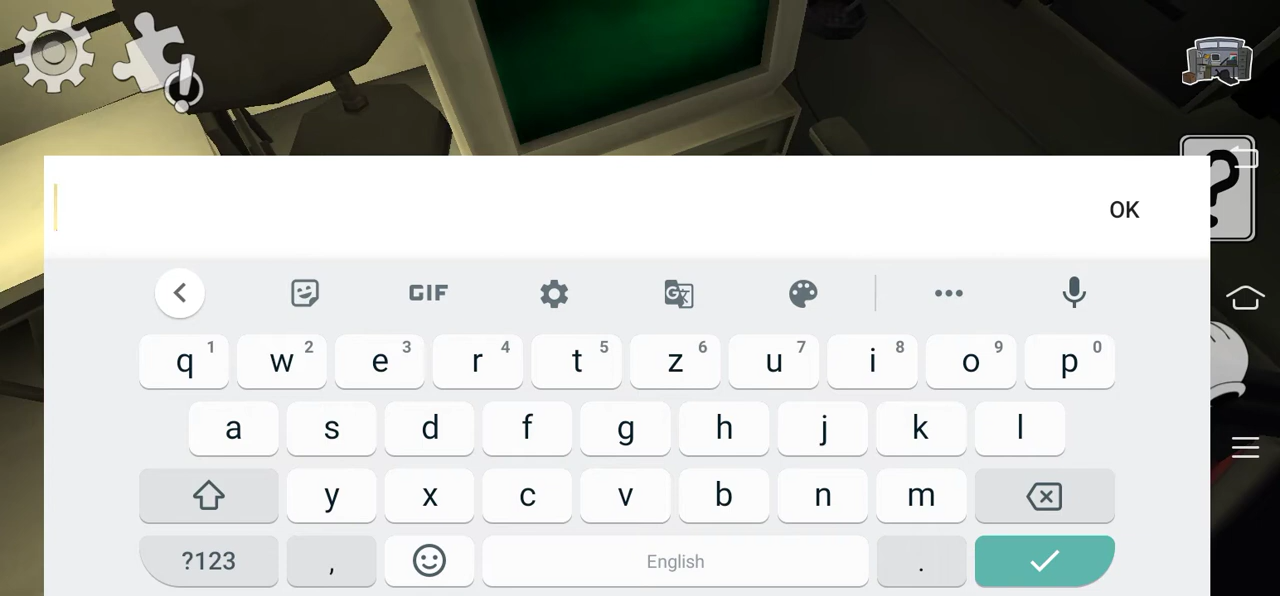 ?
OK
GIF
G
q1 w2 e3 r4 t5 z6 u7 i8 o9 p0
a s d f g h j k l
y x c v b n m
?123 , English .